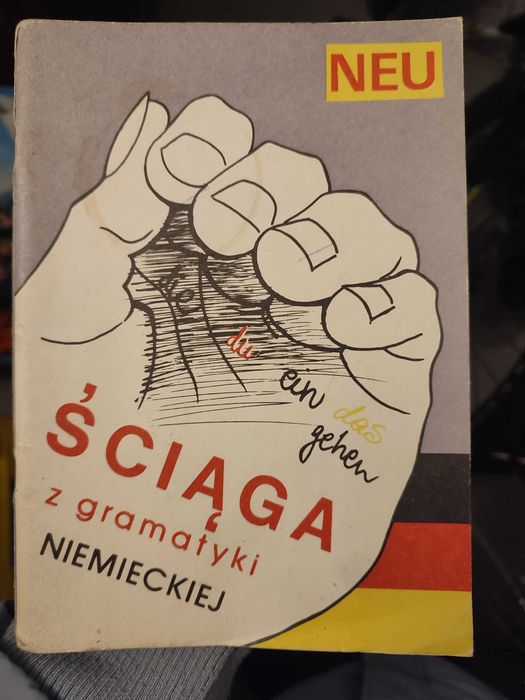 NEU
du
ein
das
gehen
ŚCIĄGA
z gramatyki
NIEMIECKIEJ